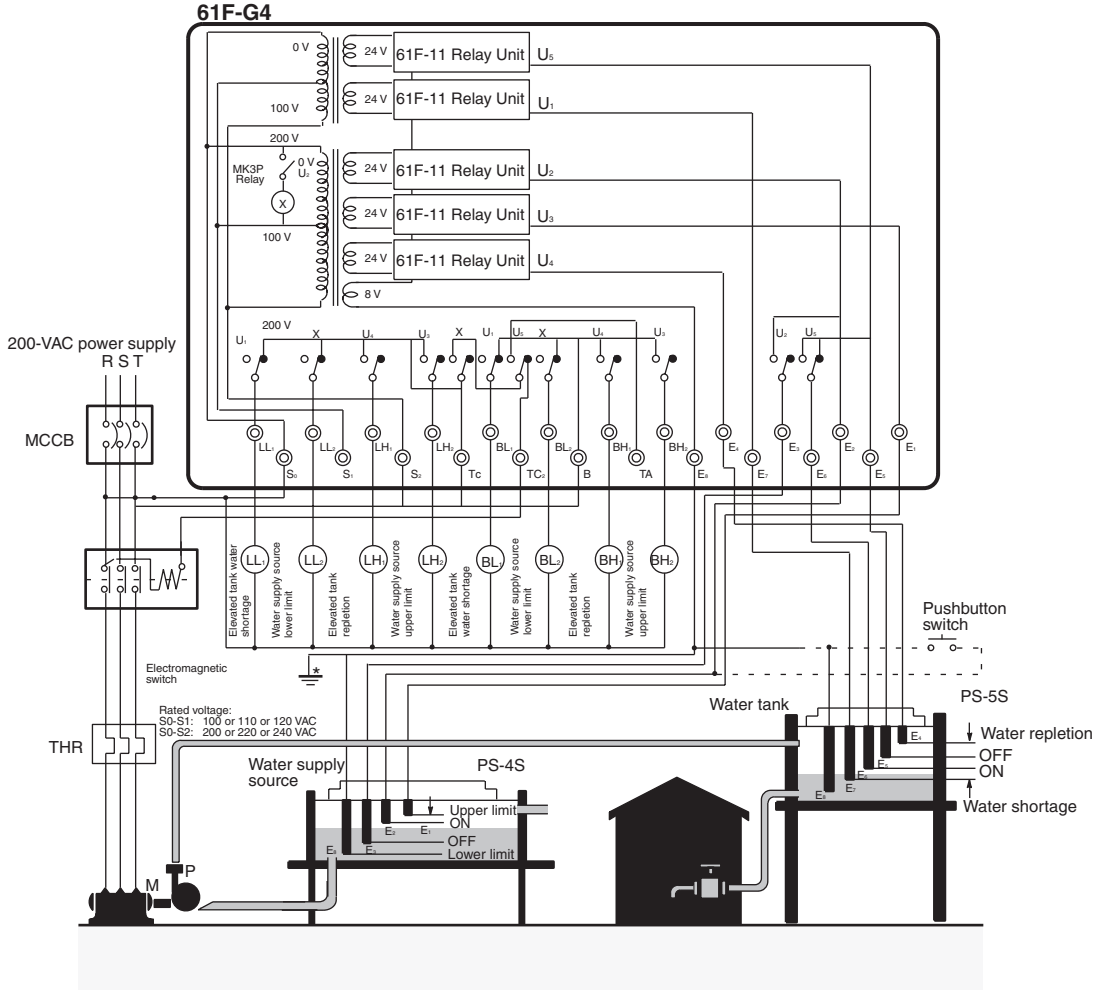 61F-G4
0 V
24 V
61F-11 Relay Unit
U5
100 V
24 V
61F-11 Relay Unit
U1
200 V
MK3P
Relay
0 V
U2
24 V
61F-11 Relay Unit
U2
X
24 V
61F-11 Relay Unit
U3
100 V
24 V
61F-11 Relay Unit
U4
8 V
200 V
U1
X
U4
U3
X
U1
U5
X
U4
U3
U2
U5
200-VAC power supply
R S T
MCCB
LL1
LL2
LH1
LH2
BL1
BL2
BH1
BH2
E4
E3
E2
E1
S0
S1
S2
Tc
TC2
B
TA
E8
E7
E6
E5
LL1
LL2
LH1
LH2
BL1
BL2
BH1
BH2
Elevated tank water
shortage
Water supply source
lower limit
Elevated tank
repletion
Water supply source
upper limit
Elevated tank
water shortage
Water supply source
lower limit
Elevated tank
repletion
Water supply source
upper limit
Pushbutton
switch
*
Electromagnetic
switch
Rated voltage:
S0-S1: 100 or 110 or 120 VAC
S0-S2: 200 or 220 or 240 VAC
THR
Water tank
PS-5S
E4
Water repletion
E5
OFF
E6
ON
E7
E8
Water shortage
Water supply
source
PS-4S
Upper limit
E1
ON
E2
OFF
E3
Lower limit
M
P